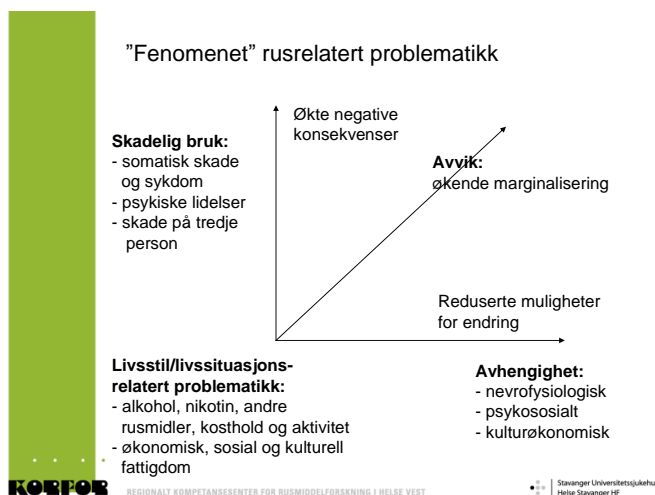 ”Fenomenet” rusrelatert problematikk
Økte negative
konsekvenser
Skadelig bruk:
- somatisk skade
og sykdom
- psykiske lidelser
- skade på tredje
person
Avvik:
økende marginalisering
Reduserte muligheter
for endring
Livsstil/livssituasjons-
relatert problematikk:
- alkohol, nikotin, andre
rusmidler, kosthold og aktivitet
- økonomisk, sosial og kulturell
fattigdom
Avhengighet:
- nevrofysiologisk
- psykososialt
- kulturøkonomisk
KORFOR
REGIONALT KOMPETANSESENTER FOR RUSMIDDELFORSKNING I HELSE VEST
Stavanger Universitetssjukehu
Helse Stavanger HF